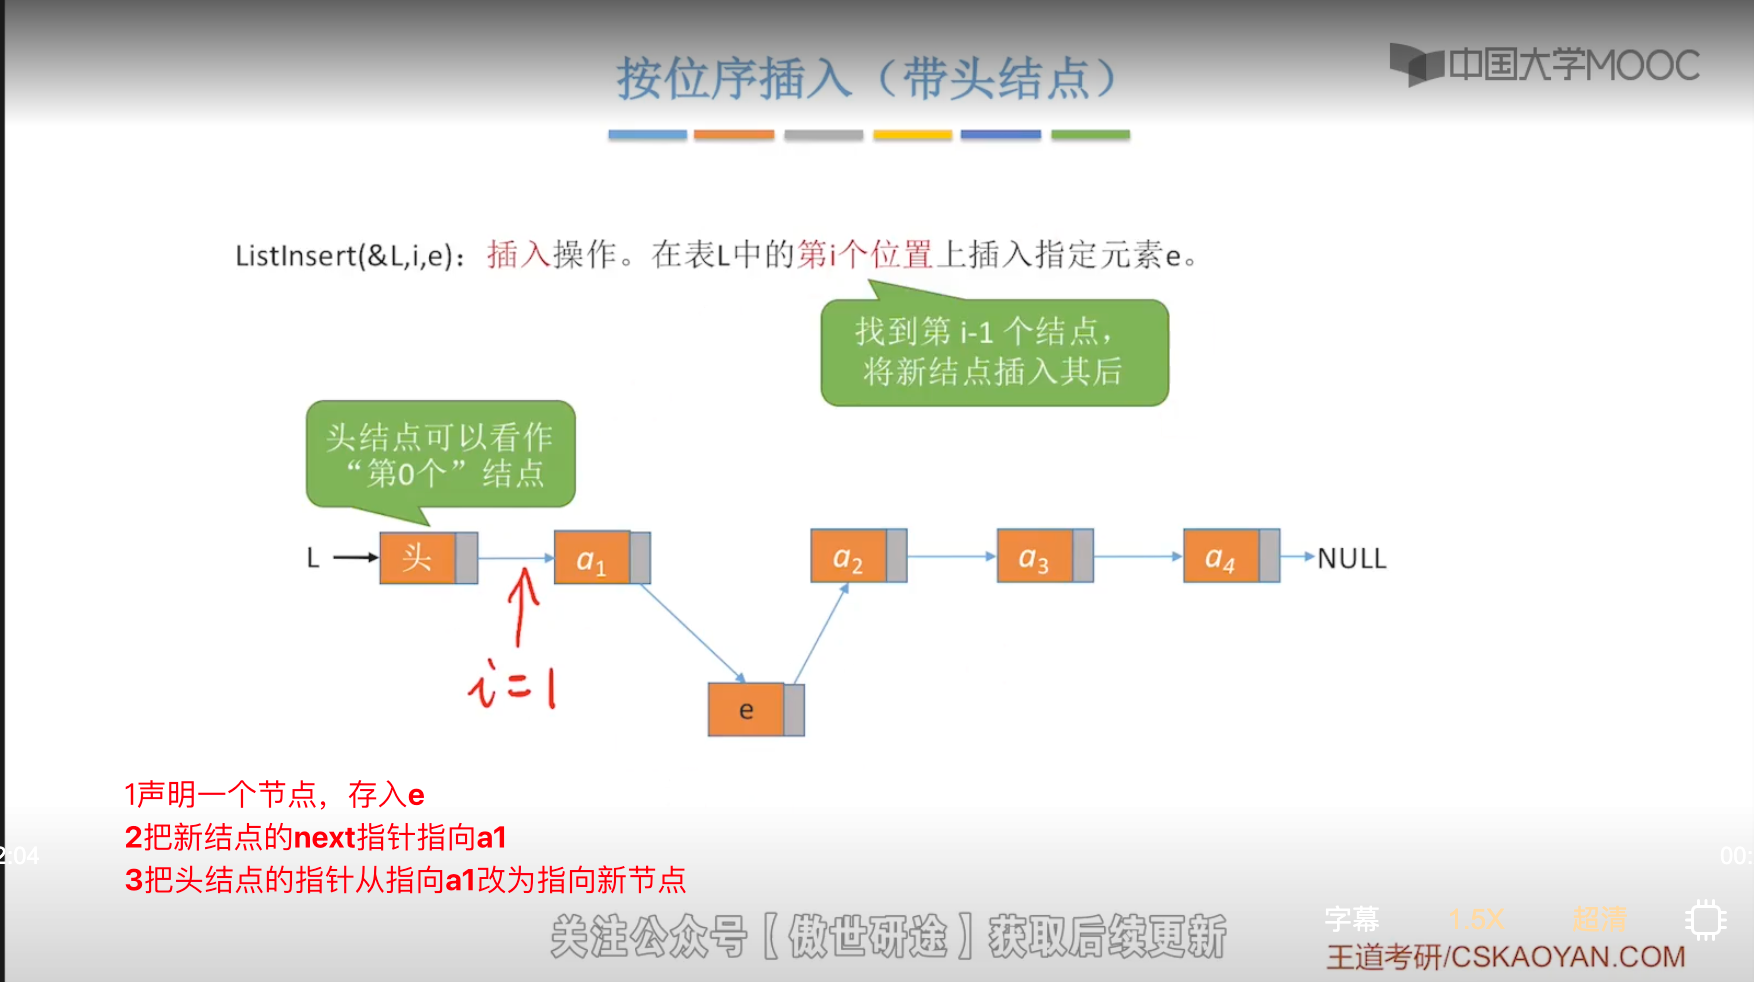 按位序插入（带头结点）
中国大学MOOC
ListInsert(&L,i,e)：插入操作。在表L中的第i个位置上插入指定元素e。
找到第 i-1 个结点，
将新结点插入其后
头结点可以看作
“第0个”结点
L 头 a1 a2 a3 a4 NULL
i=1
e
1声明一个节点，存入e
2把新结点的next指针指向a1
2:04
00:
3把头结点的指针从指向a1改为指向新节点
字幕 1.5X 超清
关注公众号【傲世研途】获取后续更新
王道考研/CSKAOYAN.COM